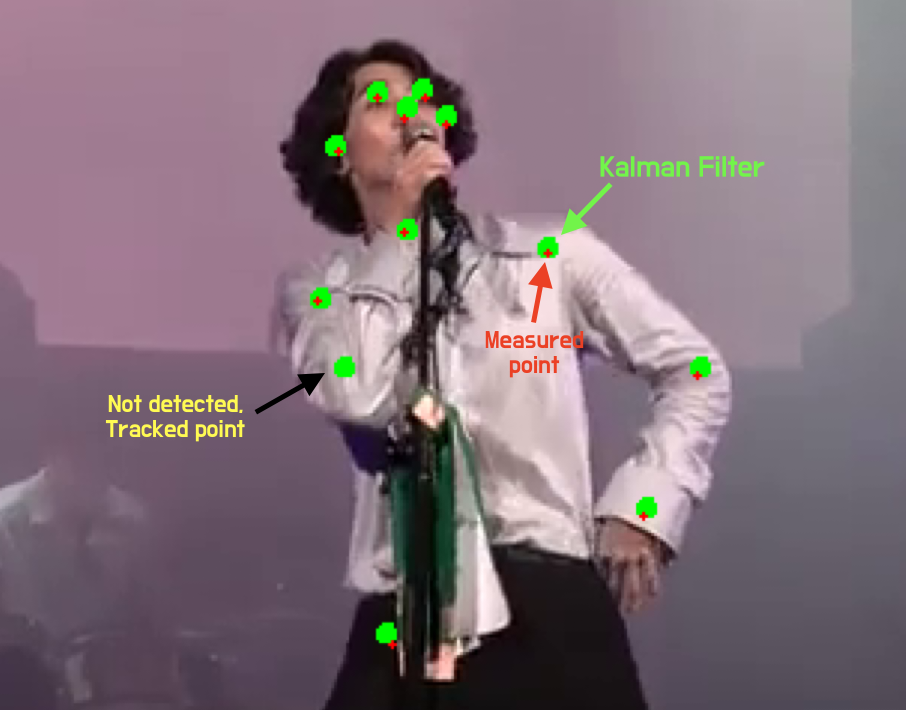 Kalman Filter
Measured
point
Not detected,
Tracked point